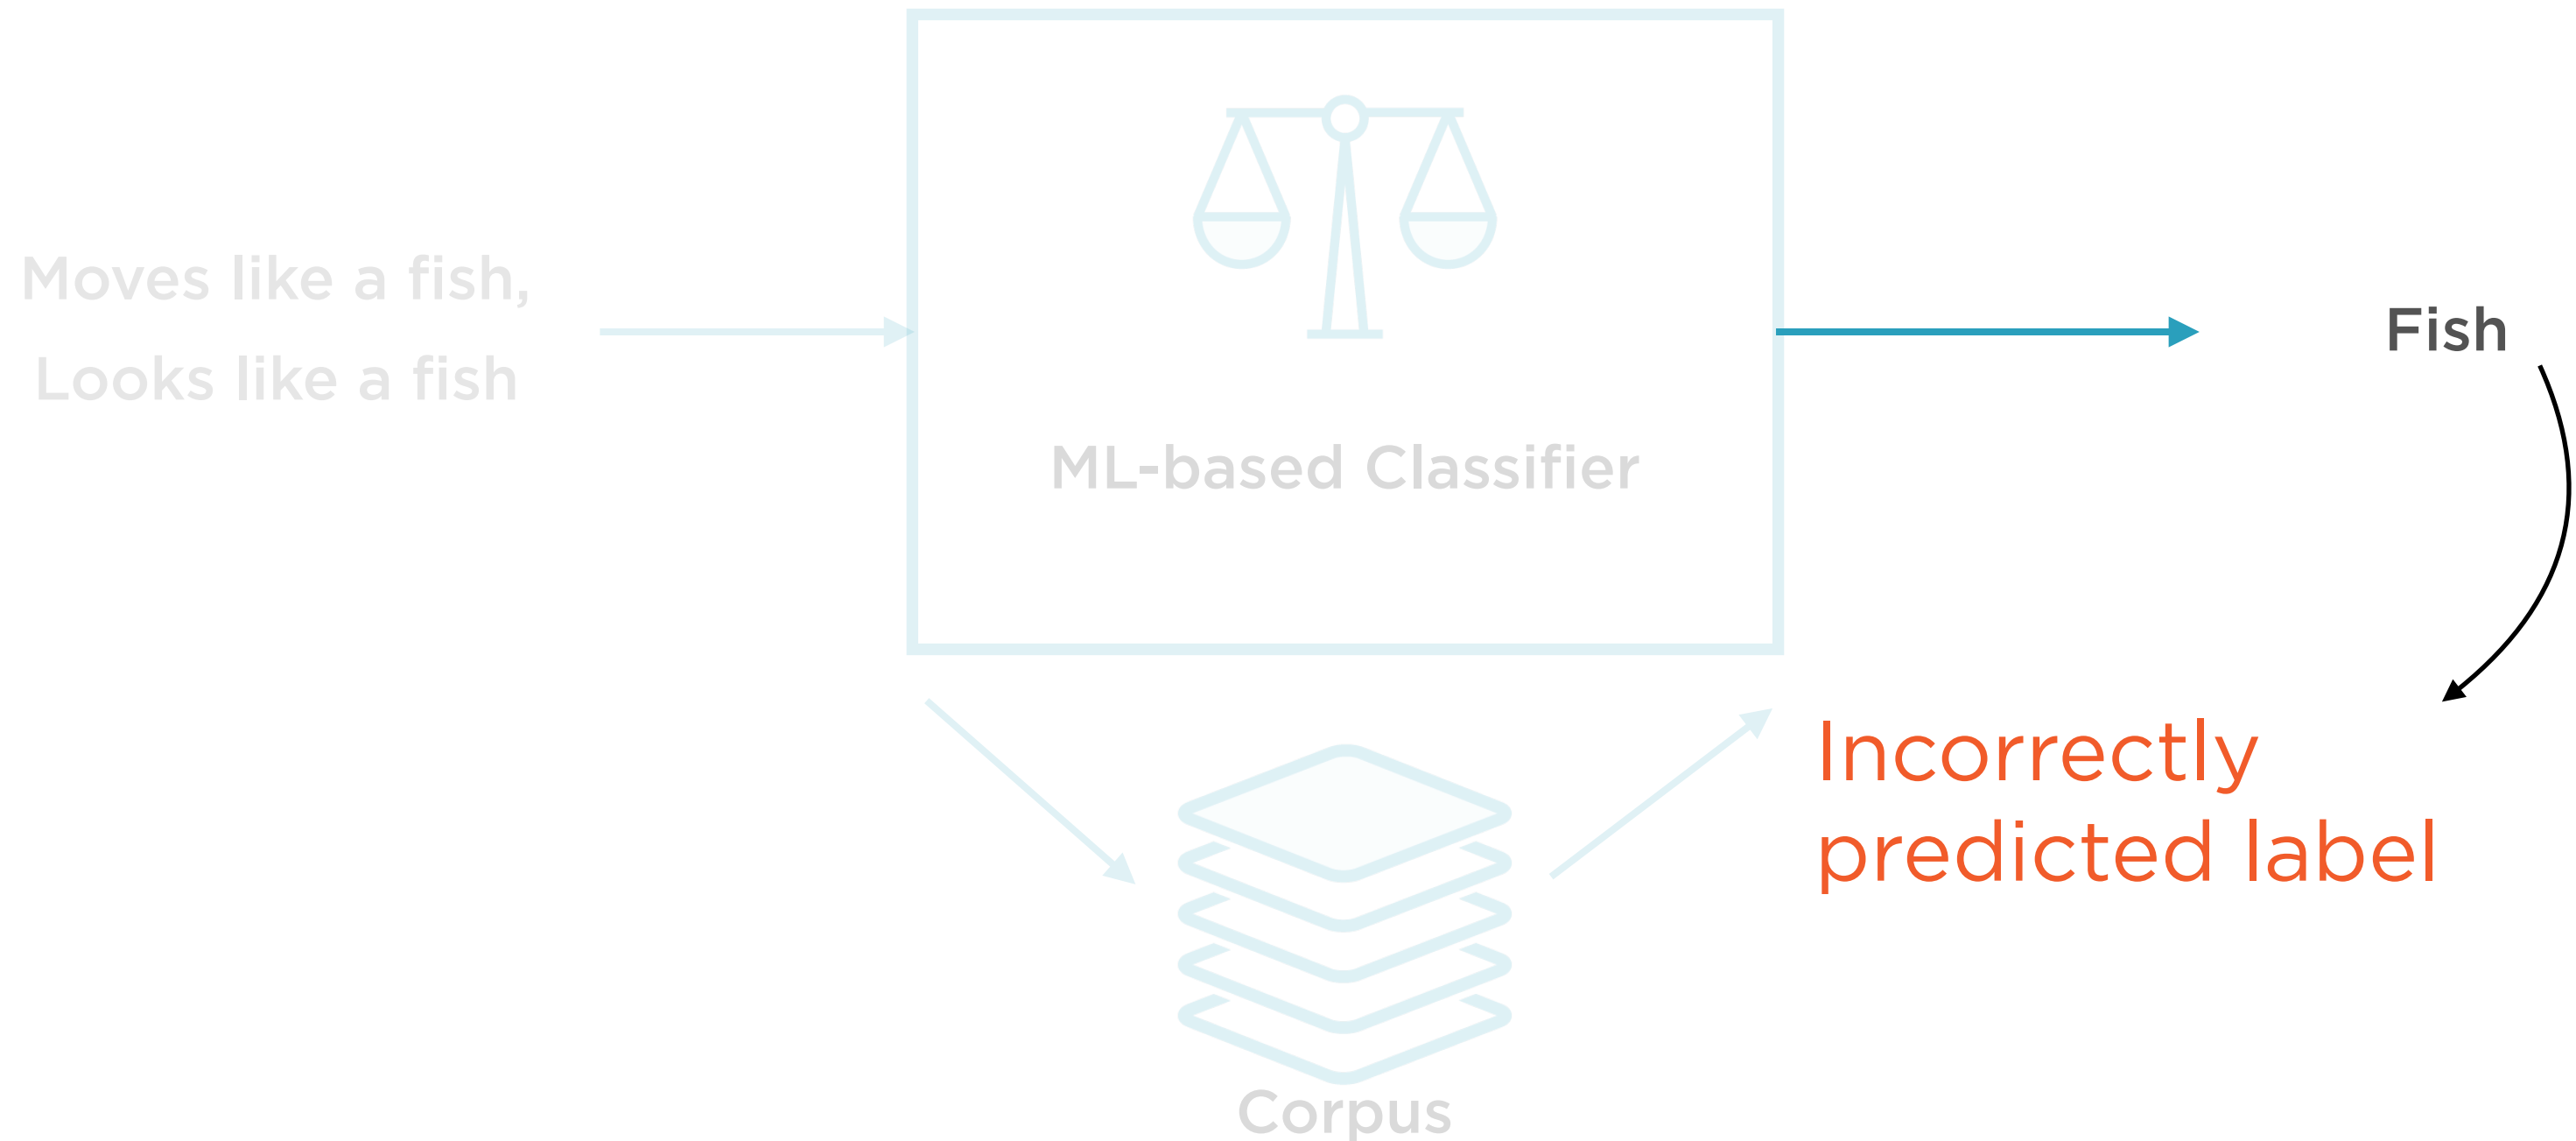 Moves like a fish,
Looks like a fish
ML-based Classifier
Fish
Incorrectly
predicted label
Corpus